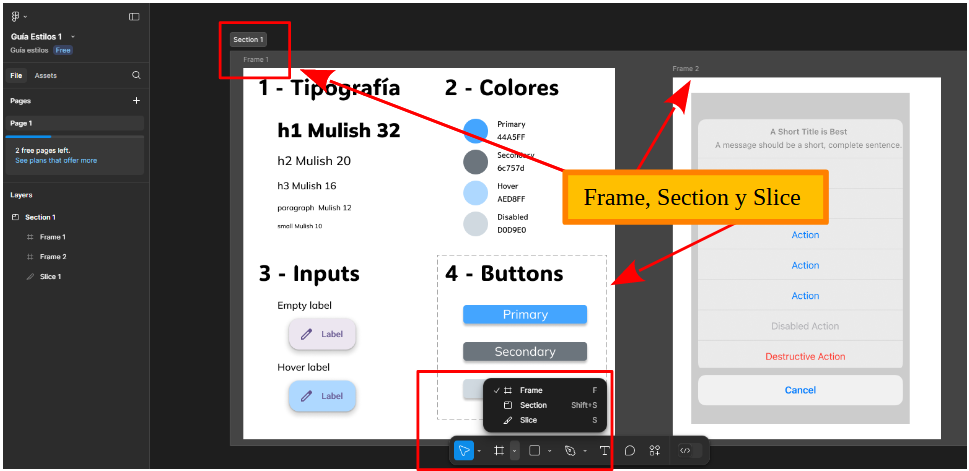 Guía Estilos 1
Guía estilos Free
File Assets
Pages
Page 1
2 free pages left.
See plans that offer more
Layers
Section 1
Frame 1
Frame 2
Slice 1
Section 1
Frame 1
1 - Tipografía
h1 Mulish 32
h2 Mulish 20
h3 Mulish 16
paragraph Mulish 12
small Mulish 10
2 - Colores
Primary
44A5FF
Secondary
6c757d
Hover
AED8FF
Disabled
D0D9E0
3 - Inputs
Empty label
Label
Hover label
Label
4 - Buttons
Primary
Secondary
Frame F
Section Shift+S
Slice S
Frame, Section y Slice
Frame 2
A Short Title is Best
A message should be a short, complete sentence.
Action
Action
Action
Disabled Action
Destructive Action
Cancel